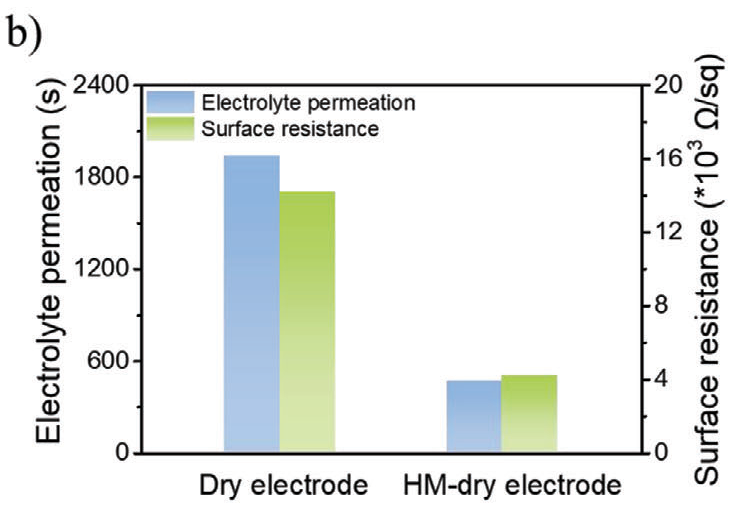 b)
Electrolyte permeation (s)
2400
1800
1200
600
0
Electrolyte permeation
Surface resistance
20
16
12
8
4
0
Surface resistance (*10³ Ω/sq)
Dry electrode
HM-dry electrode